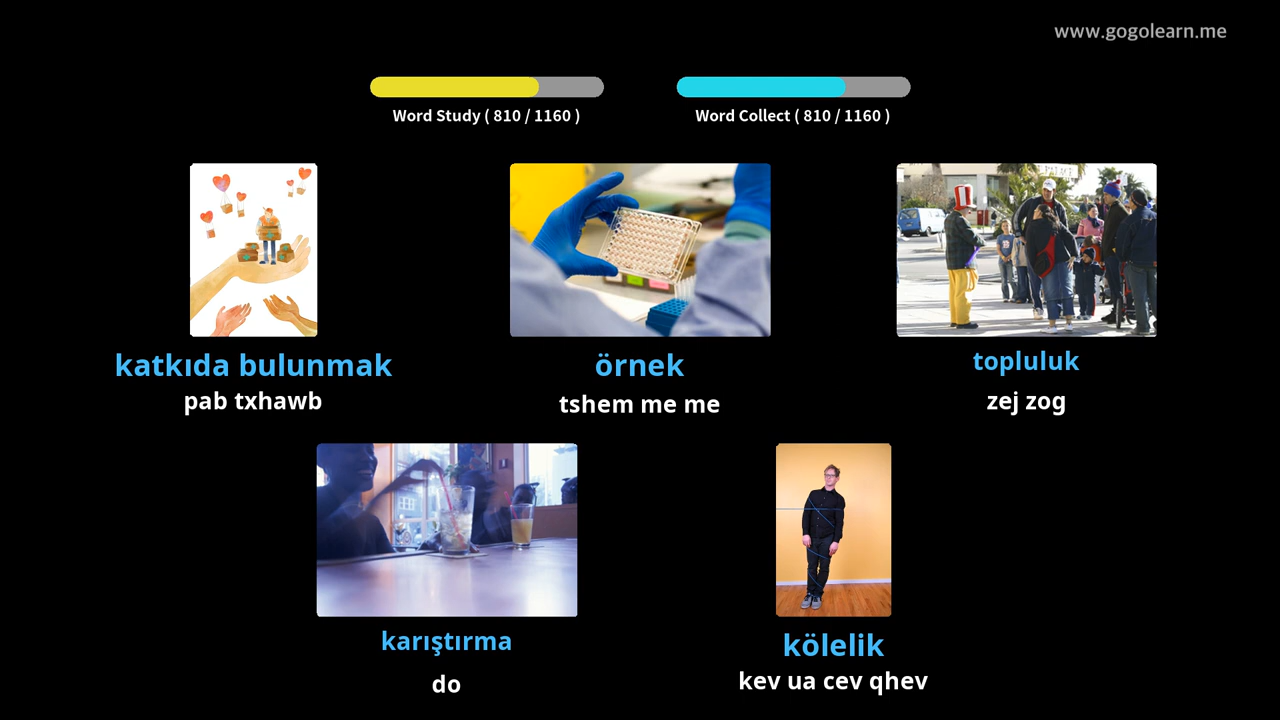 www.gogolearn.me
Word Study ( 810 / 1160 )
Word Collect ( 810 / 1160 )
katkıda bulunmak
pab txhawb
örnek
tshem me me
topluluk
zej zog
karıştırma
do
kölelik
kev ua cev qhev